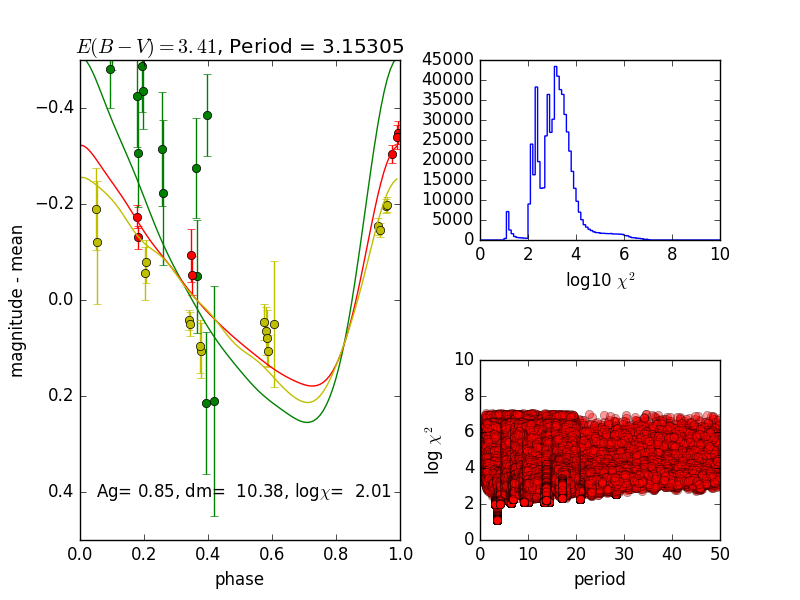 E(B − V) = 3.41, Period = 3.15305
−0.4
−0.2
0.0
0.2
0.4
magnitude - mean
Ag= 0.85, dm= 10.38, logχ= 2.01
0.0 0.2 0.4 0.6 0.8 1.0
phase
45000
40000
35000
30000
25000
20000
15000
10000
5000
0
0 2 4 6 8 10
log10 χ²
10
8
6
4
2
0
log χ²
0 10 20 30 40 50
period